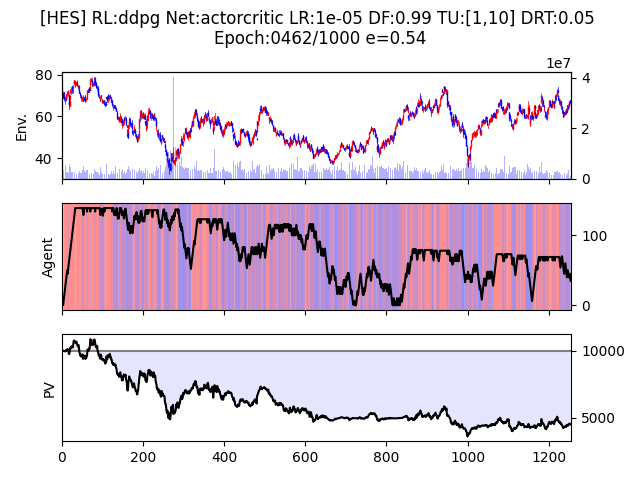 [HES] RL:ddpg Net:actorcritic LR:1e-05 DF:0.99 TU:[1,10] DRT:0.05
Epoch:0462/1000 e=0.54
1e7
80
60
40
Env.
4
2
0
Agent
100
0
PV
10000
5000
0 200 400 600 800 1000 1200